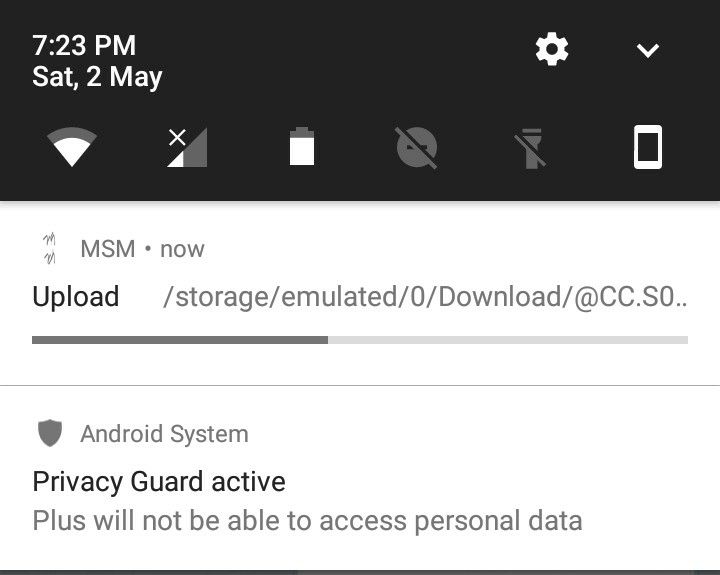 7:23 PM
Sat, 2 May
MSM • now
Upload /storage/emulated/0/Download/@CC.S0..
Android System
Privacy Guard active
Plus will not be able to access personal data